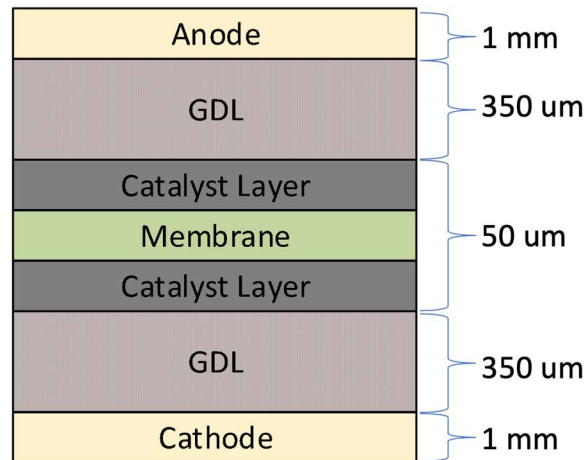 Anode
1 mm
GDL
350 um
Catalyst Layer
Membrane
50 um
Catalyst Layer
GDL
350 um
Cathode
1 mm